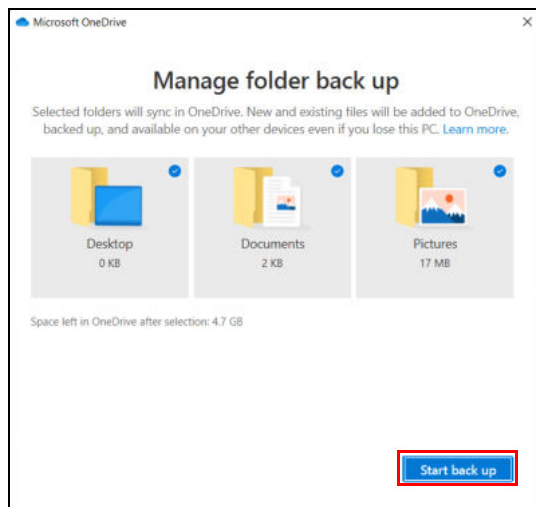 Microsoft OneDrive
Manage folder back up
Selected folders will sync in OneDrive. New and existing files will be added to OneDrive,
backed up, and available on your other devices even if you lose this PC. Learn more.
Desktop
0 KB
Documents
2 KB
Pictures
17 MB
Space left in OneDrive after selection: 4.7 GB
Start back up